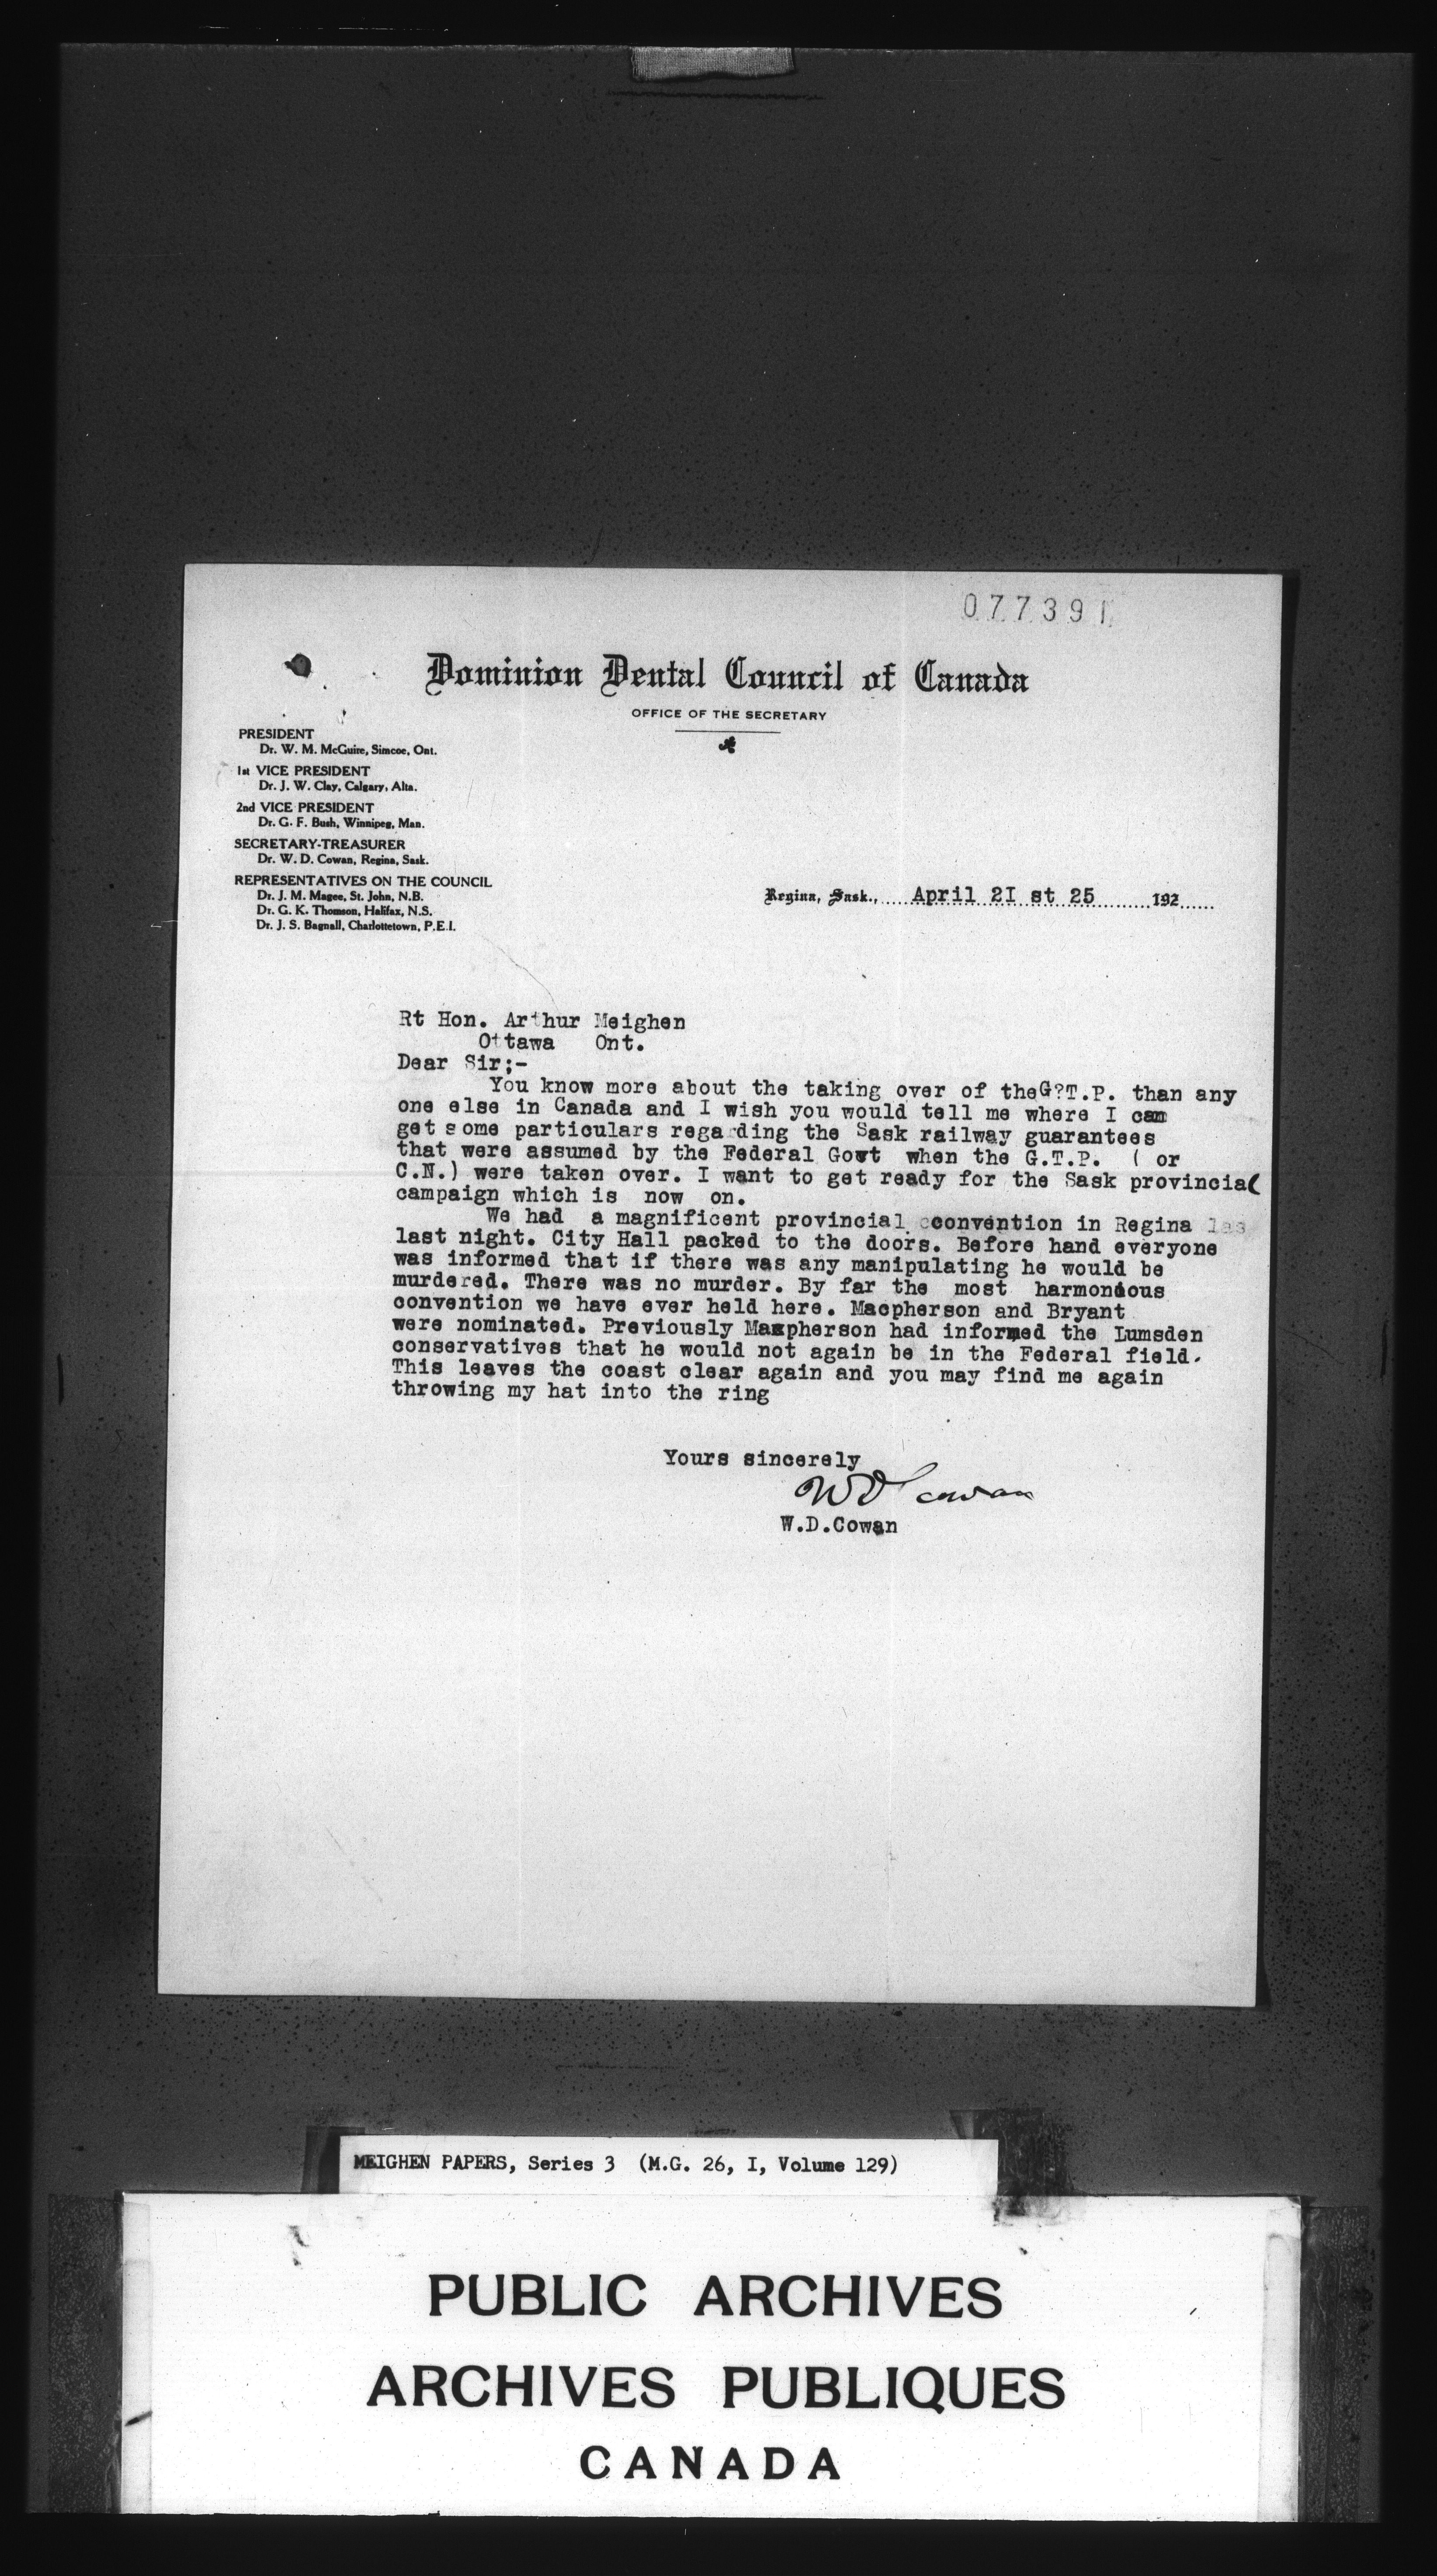 077391
Dominion Dental Council of Canada
OFFICE OF THE SECRETARY
PRESIDENT
Dr. W. M. McGuire, Simcoe, Ont.
1st VICE PRESIDENT
Dr. J. W. Clay, Calgary, Alta.
2nd VICE PRESIDENT
Dr. G. F. Bush, Winnipeg, Man.
SECRETARY-TREASURER
Dr. W. D. Cowan, Regina, Sask.
REPRESENTATIVES ON THE COUNCIL
Dr. J. M. Magee, St. John, N.B.
Dr. G. K. Thomson, Halifax, N.S.
Dr. J. S. Bagnall, Charlottetown, P.E.I.
Regina, Sask., April 2I st 25 192
Rt Hon. Arthur Meighen
Ottawa Ont.
Dear Sir;-
You know more about the taking over of theG?T.P. than any
one else in Canada and I wish you would tell me where I can
get some particulars regarding the Sask railway guarantees
that were assumed by the Federal Govt when the G.T.P. ( or
C.N.) were taken over. I want to get ready for the Sask provincial
campaign which is now on.
We had a magnificent provincial cconvention in Regina las
last night. City Hall packed to the doors. Before hand everyone
was informed that if there was any manipulating he would be
murdered. There was no murder. By far the most harmonious
convention we have ever held here. Macpherson and Bryant
were nominated. Previously Macpherson had informed the Lumsden
conservatives that he would not again be in the Federal field.
This leaves the coast clear again and you may find me again
throwing my hat into the ring
Yours sincerely
WD Cowan
W.D.Cowan
MEIGHEN PAPERS, Series 3 (M.G. 26, I, Volume 129)
PUBLIC ARCHIVES
ARCHIVES PUBLIQUES
CANADA